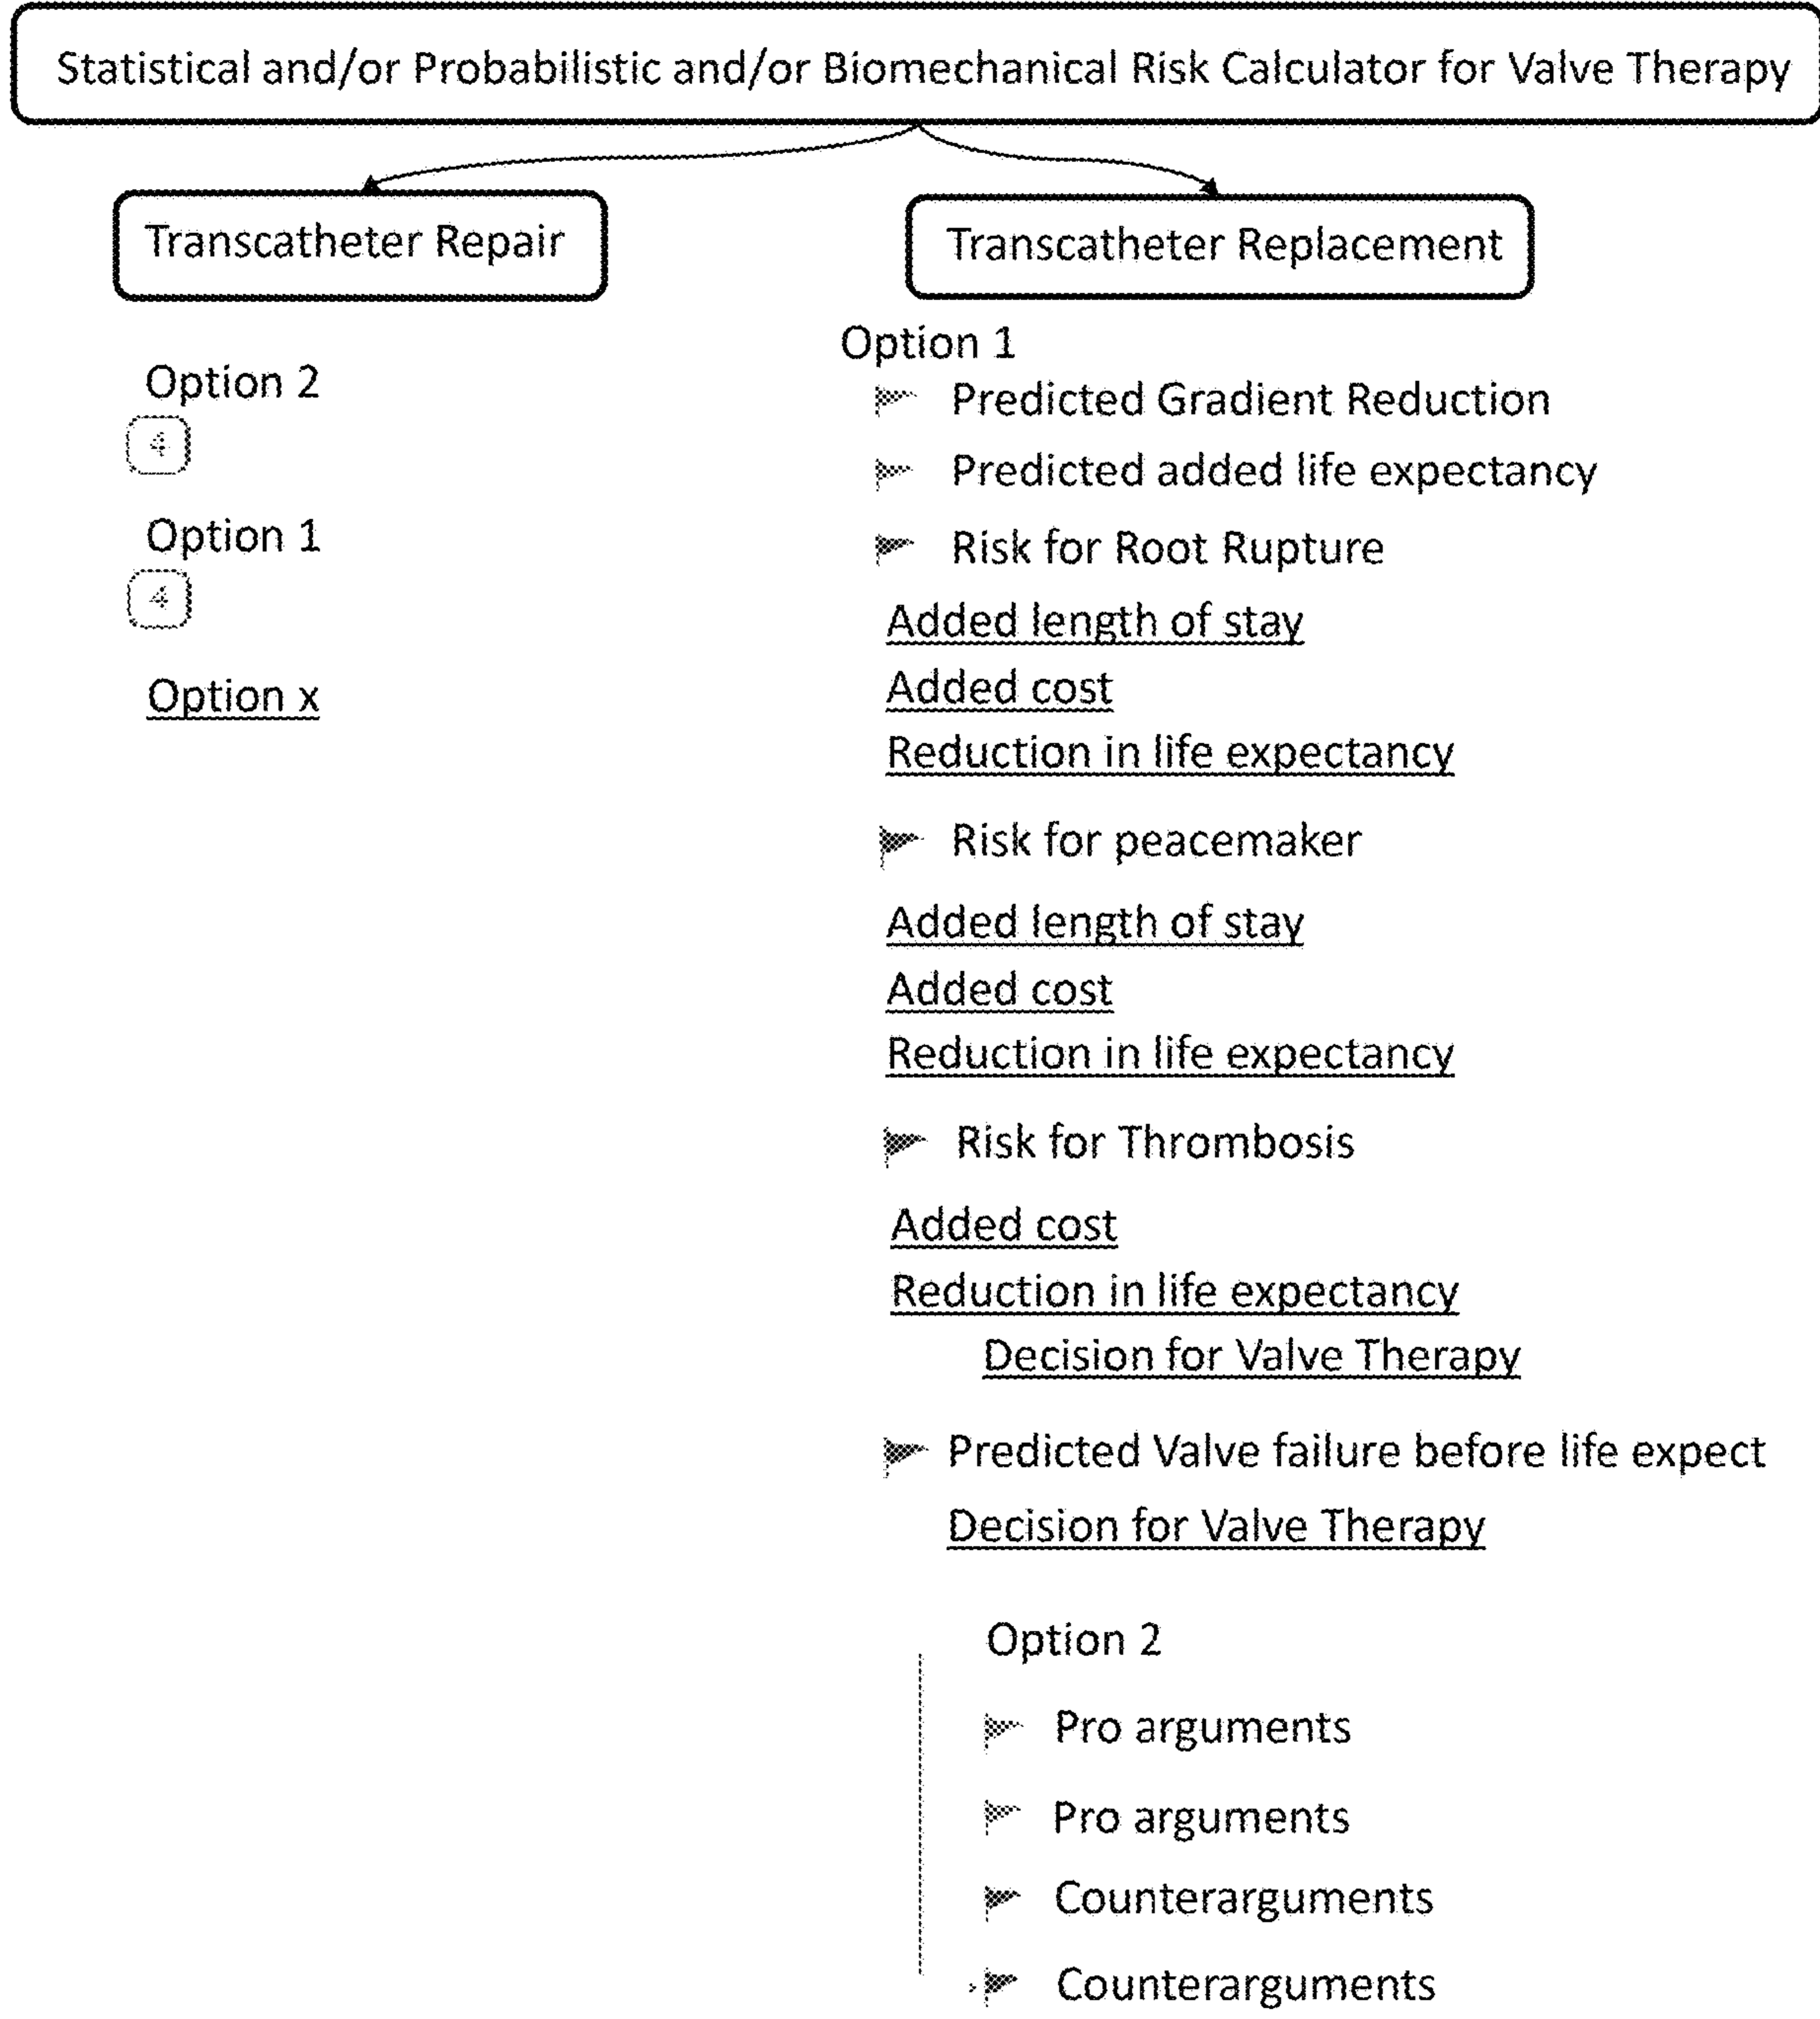 Statistical and/or Probabilistic and/or Biomechanical Risk Calculator for Valve Therapy
Transcatheter Repair
Option 2
4
Option 1
4
Option x
Transcatheter Replacement
Option 1
Predicted Gradient Reduction
Predicted added life expectancy
Risk for Root Rupture
Added length of stay
Added cost
Reduction in life expectancy
Risk for peacemaker
Added length of stay
Added cost
Reduction in life expectancy
Risk for Thrombosis
Added cost
Reduction in life expectancy
Decision for Valve Therapy
Predicted Valve failure before life expect
Decision for Valve Therapy
Option 2
Pro arguments
Pro arguments
Counterarguments
Counterarguments